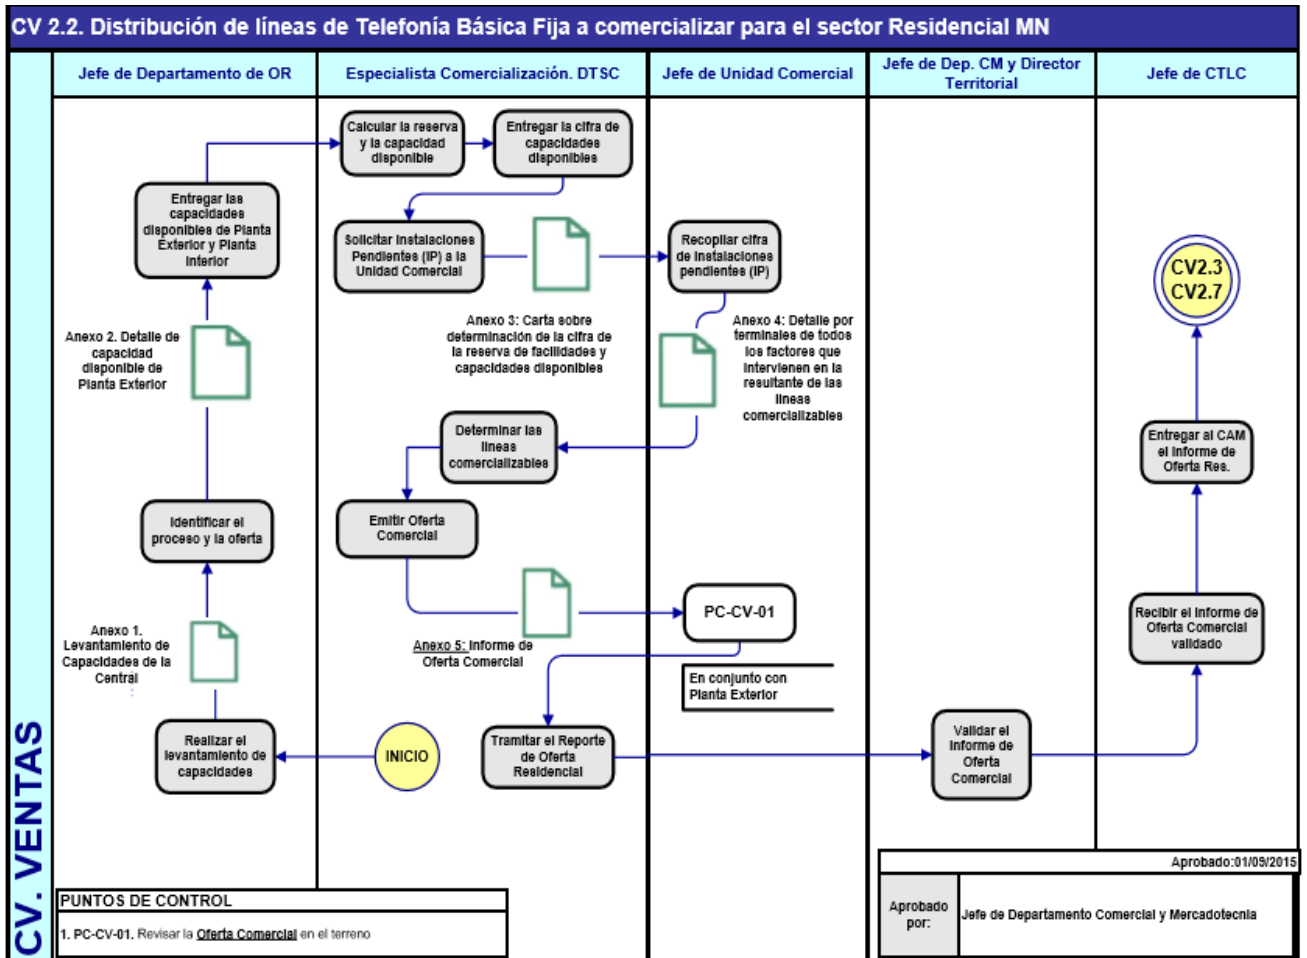 CV 2.2. Distribución de líneas de Telefonía Básica Fija a comercializar para el sector Residencial MN
Jefe de Departamento de OR
Especialista Comercialización. DTSC
Jefe de Unidad Comercial
Jefe de Dep. CM y Director
Territorial
Jefe de CTLC
CV. VENTAS
Calcular la reserva
y la capacidad
disponible
Entregar la cifra de
capacidades
disponibles
Entregar las
capacidades
disponibles de Planta
Exterior y Planta
Interior
Solicitar Instalaciones
Pendientes (IP) a la
Unidad Comercial
Recopilar cifra
de Instalaciones
pendientes (IP)
CV2.3
CV2.7
Anexo 2. Detalle de
capacidad
disponible de
Planta Exterior
Anexo 3: Carta sobre
determinación de la cifra de
la reserva de facilidades y
capacidades disponibles
Anexo 4: Detalle por
terminales de todos
los factores que
intervienen en la
resultante de las
líneas
comercializables
Determinar las
líneas
comercializables
Entregar al CAM
el Informe de
Oferta Res.
Identificar el
proceso y la oferta
Emitir Oferta
Comercial
PC-CV-01
Recibir el Informe de
Oferta Comercial
validado
Anexo 1.
Levantamiento de
Capacidades de la
Central
Anexo 5: Informe de
Oferta Comercial
En conjunto con
Planta Exterior
Realizar el
levantamiento de
capacidades
INICIO
Tramitar el Reporte
de Oferta
Residencial
Validar el
Informe de
Oferta
Comercial
Aprobado:01/09/2015
PUNTOS DE CONTROL
1. PC-CV-01. Revisar la Oferta Comercial en el terreno
Aprobado
por:
Jefe de Departamento Comercial y Mercadotecnia